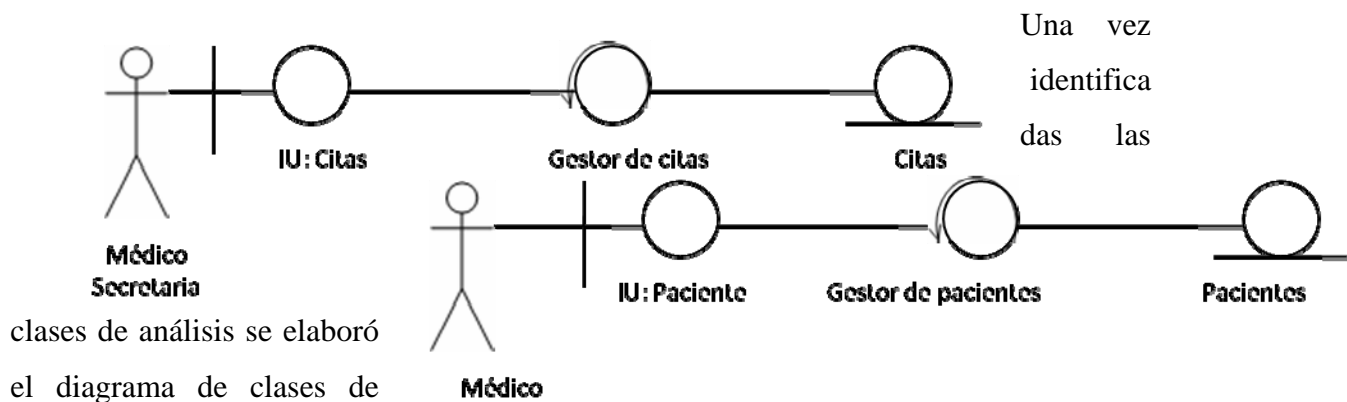 Una vez
identifica
das las
IU: Citas Gestor de citas Citas
Médico
Secretaria
IU: Paciente Gestor de pacientes Pacientes
Médico
clases de análisis se elaboró
el diagrama de clases de